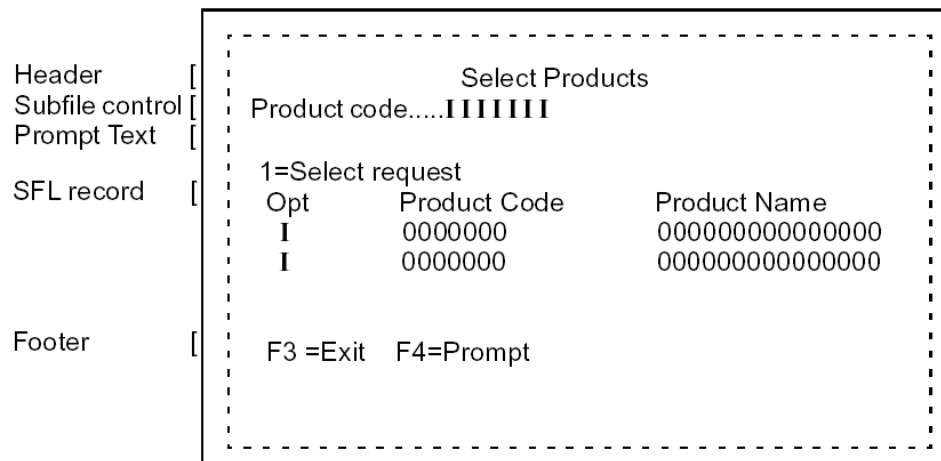 Header [ Select Products
Subfile control [ Product code.....IIIIIII
Prompt Text [
1=Select request
SFL record [ Opt Product Code Product Name
I 0000000 000000000000000
I 0000000 000000000000000
Footer [ F3 =Exit F4=Prompt